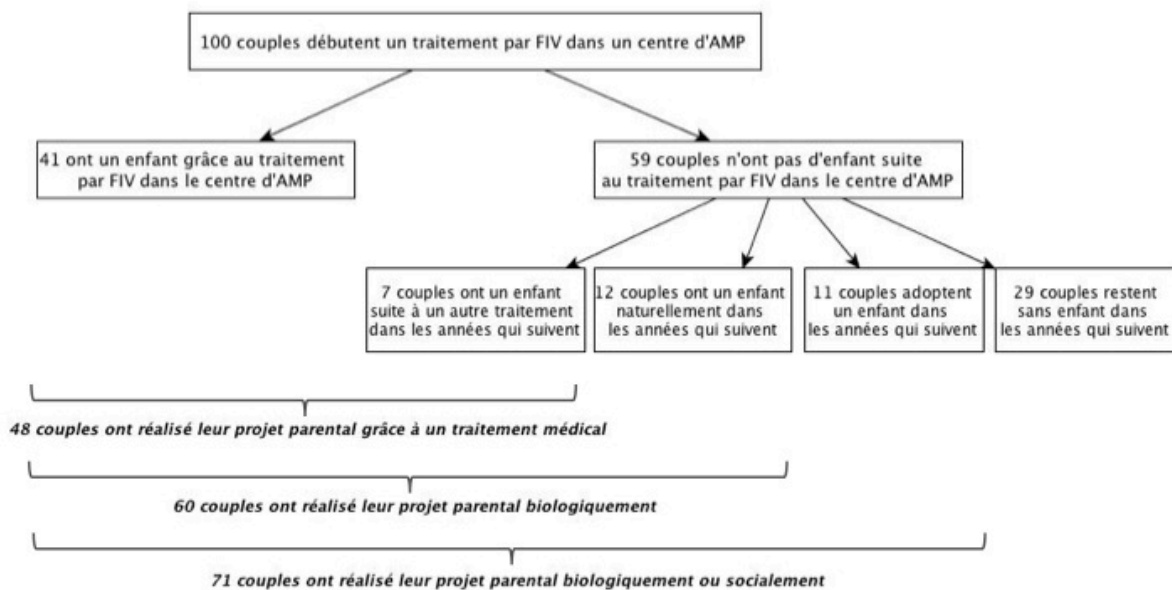 100 couples débutent un traitement par FIV dans un centre d'AMP
41 ont un enfant grâce au traitement
par FIV dans le centre d'AMP
59 couples n'ont pas d'enfant suite
au traitement par FIV dans le centre d'AMP
7 couples ont un enfant
suite à un autre traitement
dans les années qui suivent
12 couples ont un enfant
naturellement dans
les années qui suivent
11 couples adoptent
un enfant dans
les années qui suivent
29 couples restent
sans enfant dans
les années qui suivent
48 couples ont réalisé leur projet parental grâce à un traitement médical
60 couples ont réalisé leur projet parental biologiquement
71 couples ont réalisé leur projet parental biologiquement ou socialement